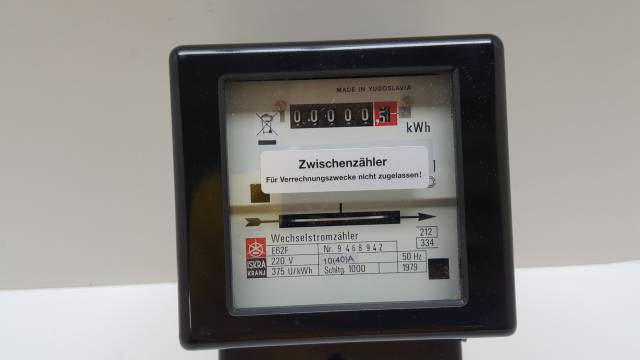 MADE IN YUGOSLAVIA
0 0 0 0 0 5
kWh
Zwischenzähler
Für Verrechnungszwecke nicht zugelassen!
Wechselstromzähler
212
334
E62F
Nr. 9 468 942
220 V
10(40)A
50 Hz
ISKRA
KRANJ
375 U/kWh
Schltg. 1000
1979